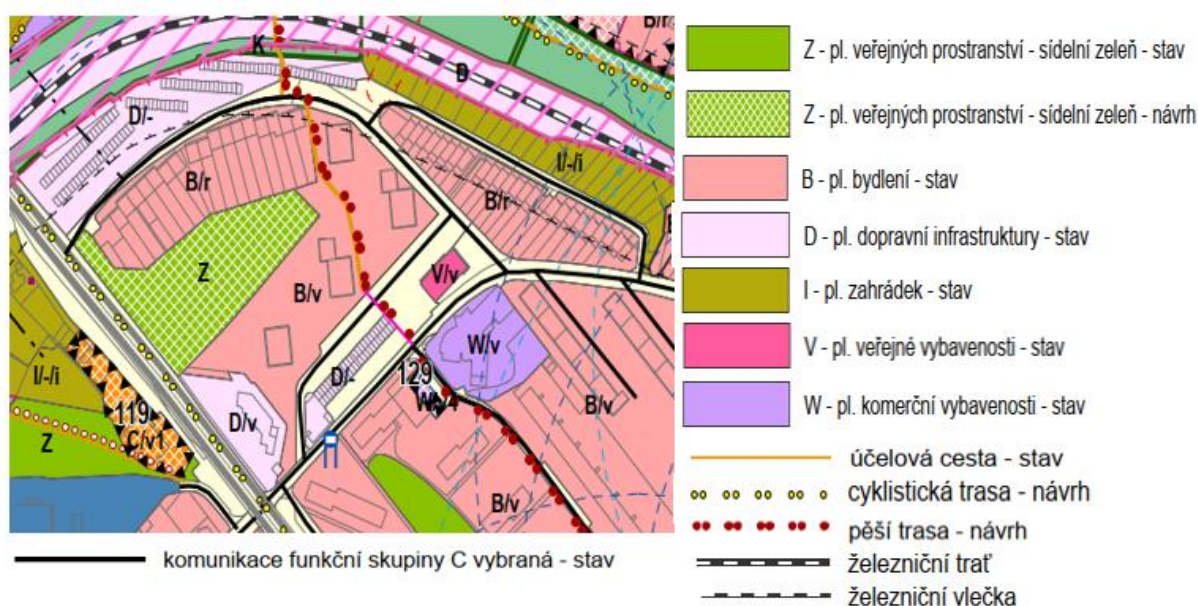 B/r
K
D
D/-
I/-/i
B/r
B/r
Z
V/v
B/v
W/v
I/-/i
129
D/-
B/v
119
C/v1
D/v
Z
B/v
komunikace funkční skupiny C vybraná - stav
Z - pl. veřejných prostranství - sídelní zeleň - stav
Z - pl. veřejných prostranství - sídelní zeleň - návrh
B - pl. bydlení - stav
D - pl. dopravní infrastruktury - stav
I - pl. zahrádek - stav
V - pl. veřejné vybavenosti - stav
W - pl. komerční vybavenosti - stav
účelová cesta - stav
cyklistická trasa - návrh
pěší trasa - návrh
železniční trať
železniční vlečka